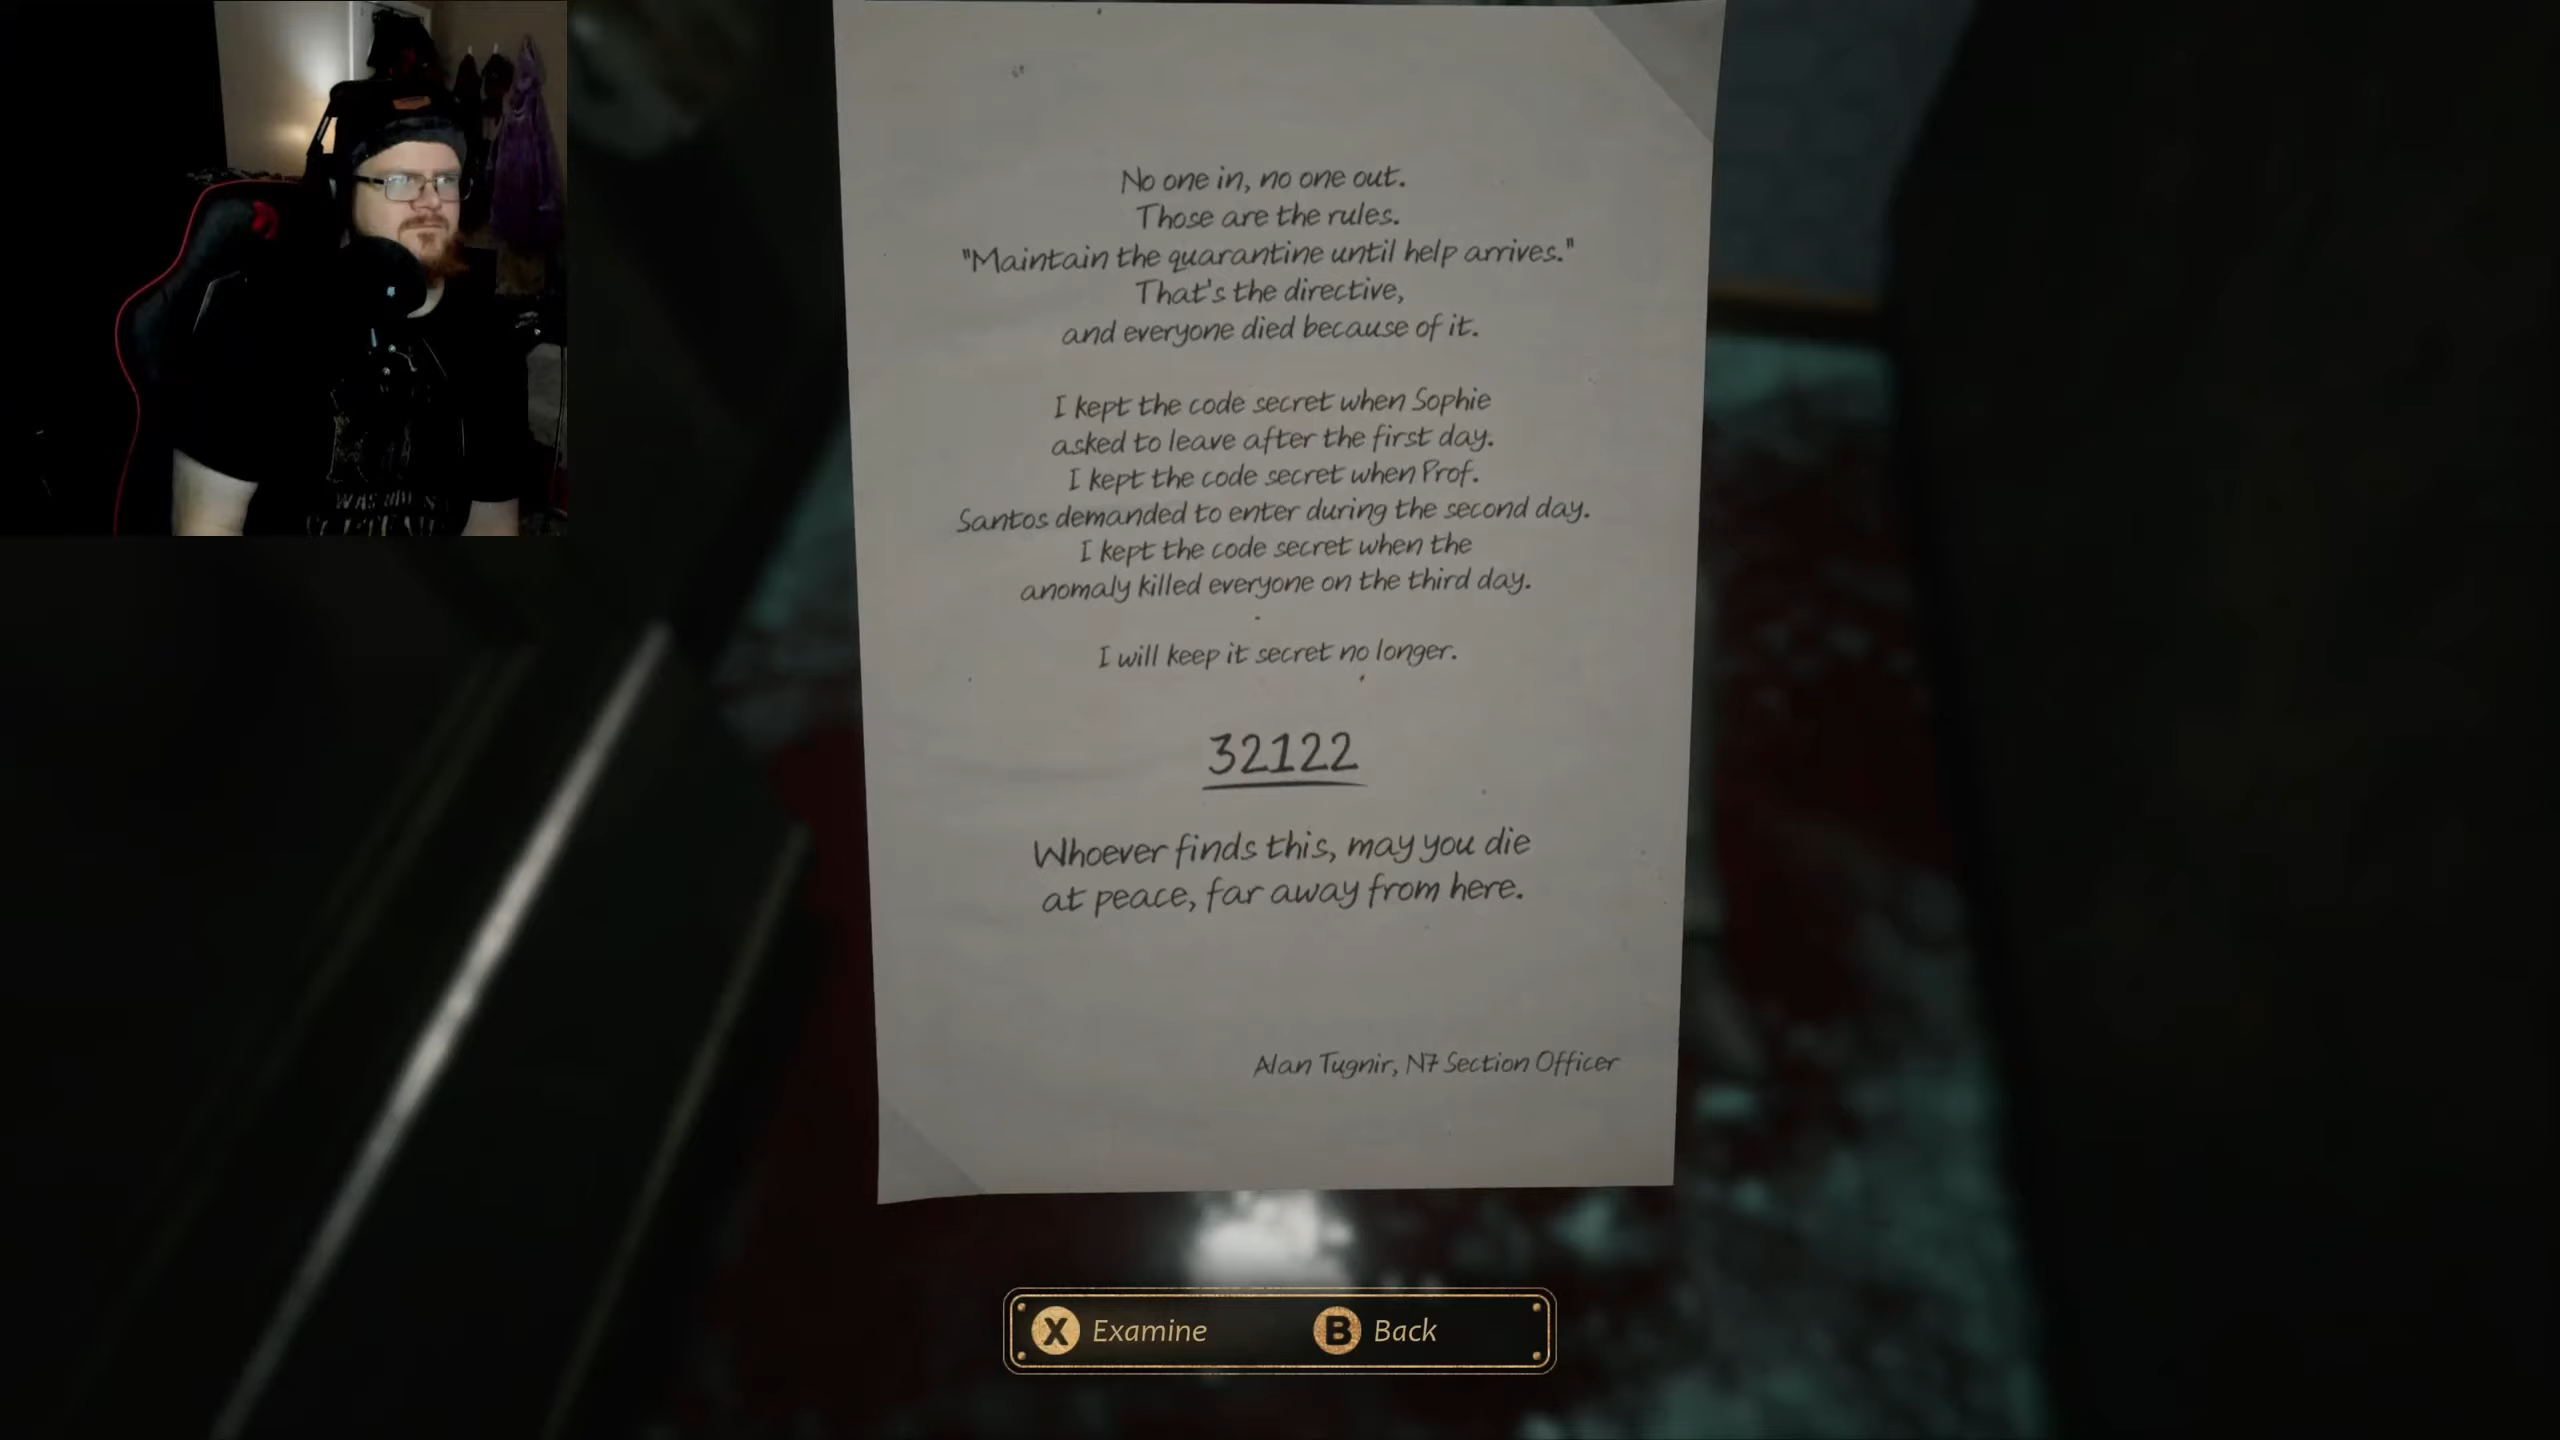 No one in, no one out.
Those are the rules.
"Maintain the quarantine until help arrives."
That's the directive,
and everyone died because of it.
I kept the code secret when Sophie
asked to leave after the first day.
I kept the code secret when Prof.
Santos demanded to enter during the second day.
I kept the code secret when the
anomaly killed everyone on the third day.
I will keep it secret no longer.
32122
Whoever finds this, may you die
at peace, far away from here.
Alan Tugnir, N7 Section Officer
X Examine B Back